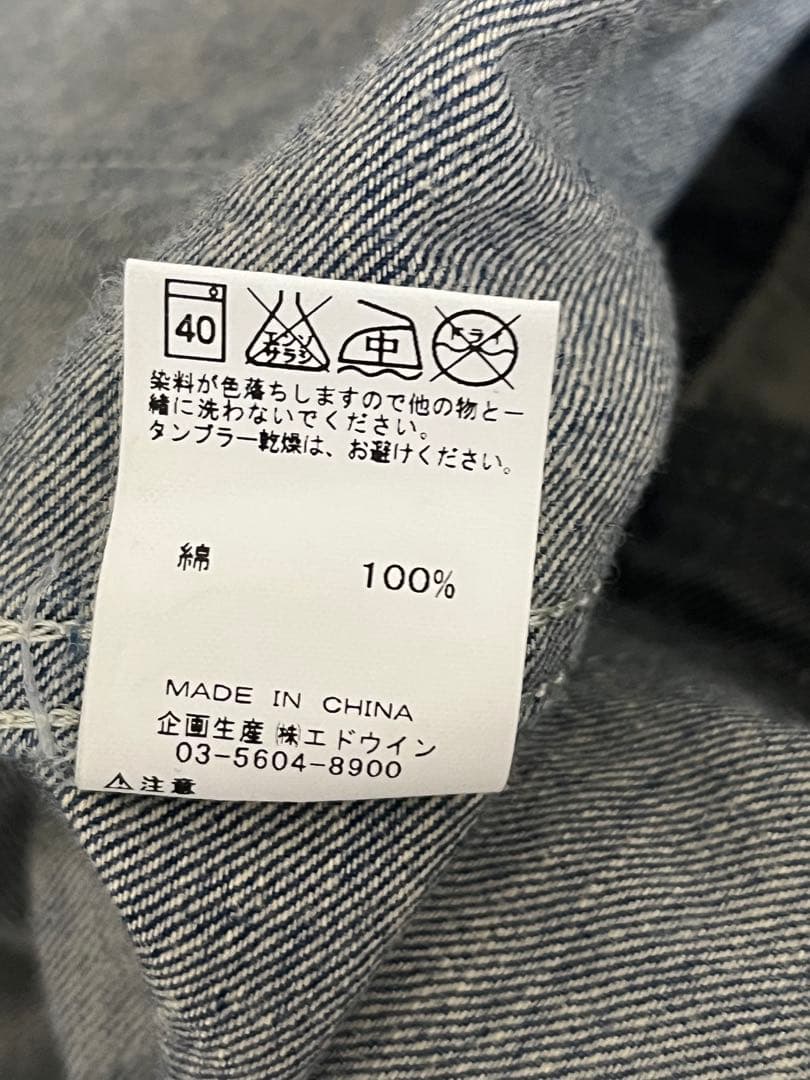 40 エンソ サラシ 中 ドライ
染料が色落ちしますので他の物と一
緒に洗わないでください。
タンブラー乾燥は、お避けください。
綿 100%
MADE IN CHINA
企画生産 ㈱エドウイン
03-5604-8900
⚠注意